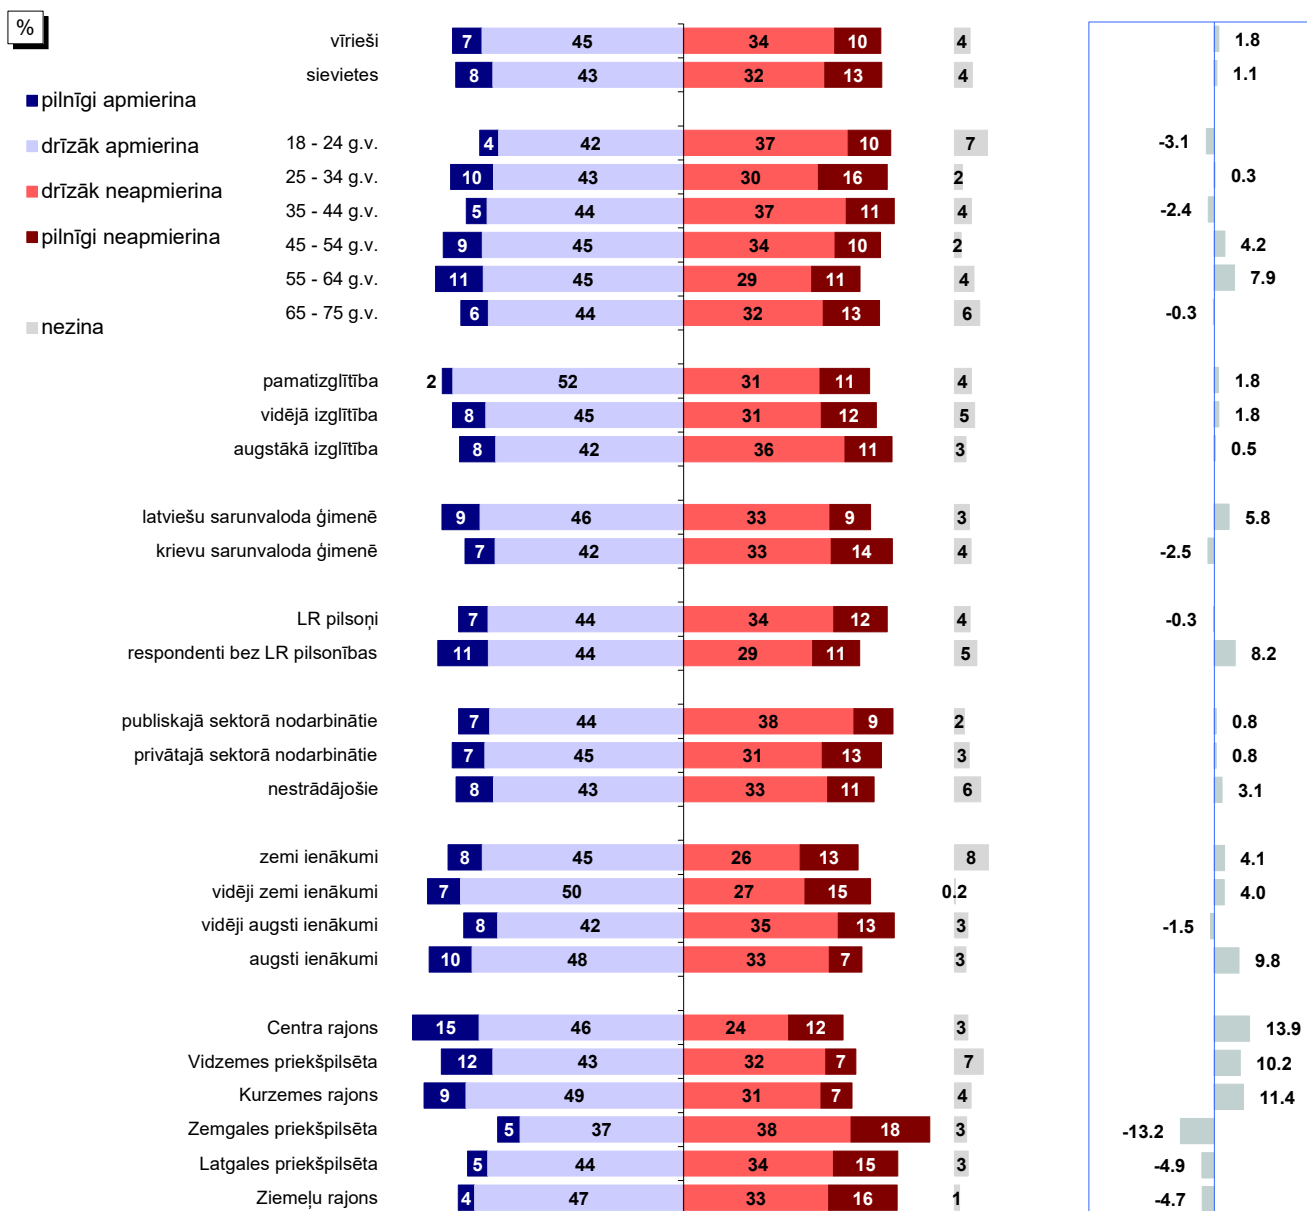 %
pilnīgi apmierina
drīzāk apmierina
drīzāk neapmierina
pilnīgi neapmierina
nezina
vīrieši 7 45 34 10 4 1.8
sievietes 8 43 32 13 4 1.1
18 - 24 g.v. 4 42 37 10 7 -3.1
25 - 34 g.v. 10 43 30 16 2 0.3
35 - 44 g.v. 5 44 37 11 4 -2.4
45 - 54 g.v. 9 45 34 10 2 4.2
55 - 64 g.v. 11 45 29 11 4 7.9
65 - 75 g.v. 6 44 32 13 6 -0.3
pamatizglītība 2 52 31 11 4 1.8
vidējā izglītība 8 45 31 12 5 1.8
augstākā izglītība 8 42 36 11 3 0.5
latviešu sarunvaloda ģimenē 9 46 33 9 3 5.8
krievu sarunvaloda ģimenē 7 42 33 14 4 -2.5
LR pilsoņi 7 44 34 12 4 -0.3
respondenti bez LR pilsonības 11 44 29 11 5 8.2
publiskajā sektorā nodarbinātie 7 44 38 9 2 0.8
privātajā sektorā nodarbinātie 7 45 31 13 3 0.8
nestrādājošie 8 43 33 11 6 3.1
zemi ienākumi 8 45 26 13 8 4.1
vidēji zemi ienākumi 7 50 27 15 0.2 4.0
vidēji augsti ienākumi 8 42 35 13 3 -1.5
augsti ienākumi 10 48 33 7 3 9.8
Centra rajons 15 46 24 12 3 13.9
Vidzemes priekšpilsēta 12 43 32 7 7 10.2
Kurzemes rajons 9 49 31 7 4 11.4
Zemgales priekšpilsēta 5 37 38 18 3 -13.2
Latgales priekšpilsēta 5 44 34 15 3 -4.9
Ziemeļu rajons 4 47 33 16 1 -4.7